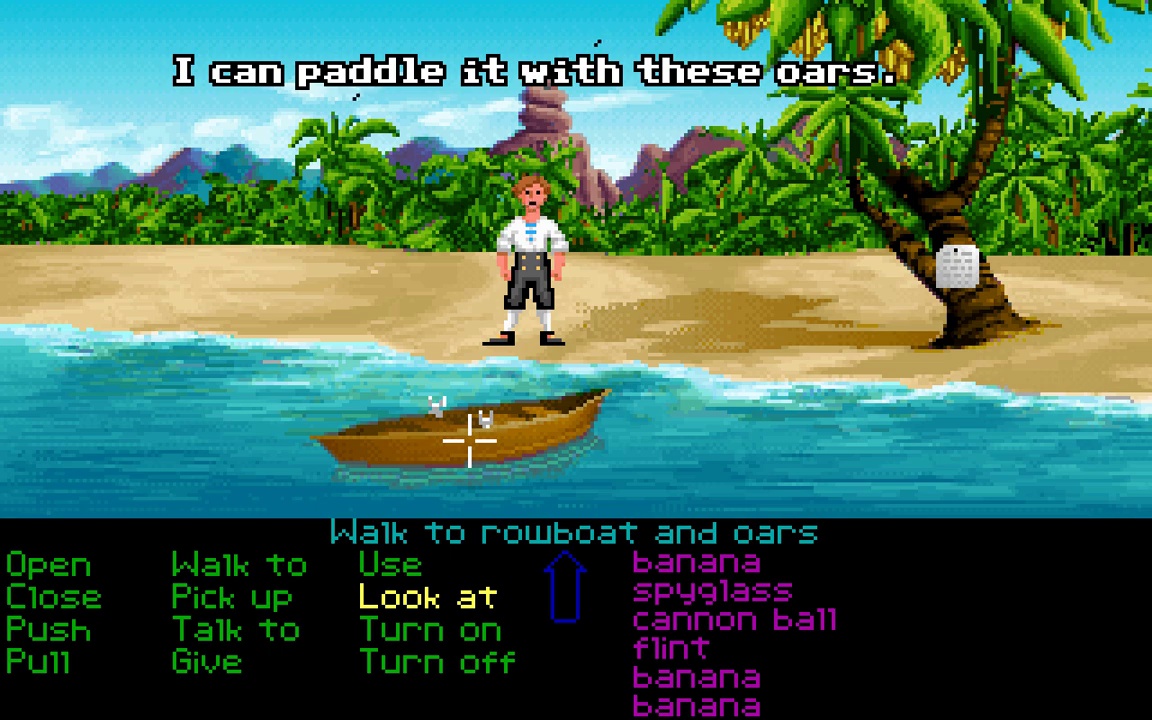 I can paddle it with these oars.
Walk to rowboat and oars
Open Walk to Use banana
Close Pick up Look at spyglass
Push Talk to Turn on cannon ball
Pull Give Turn off flint
banana
banana